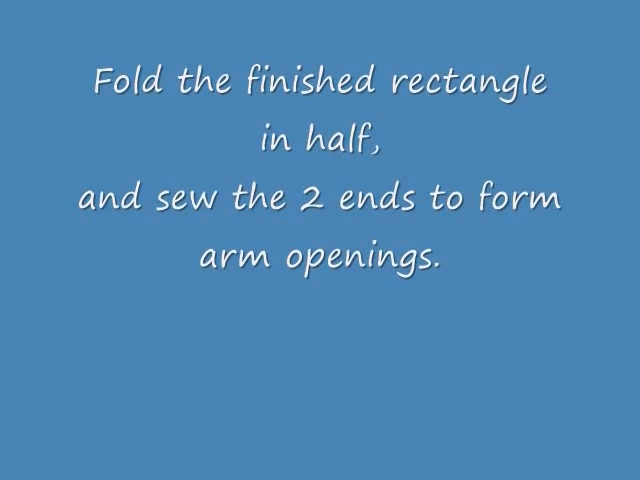 Fold the finished rectangle
in half,
and sew the 2 ends to form
arm openings.